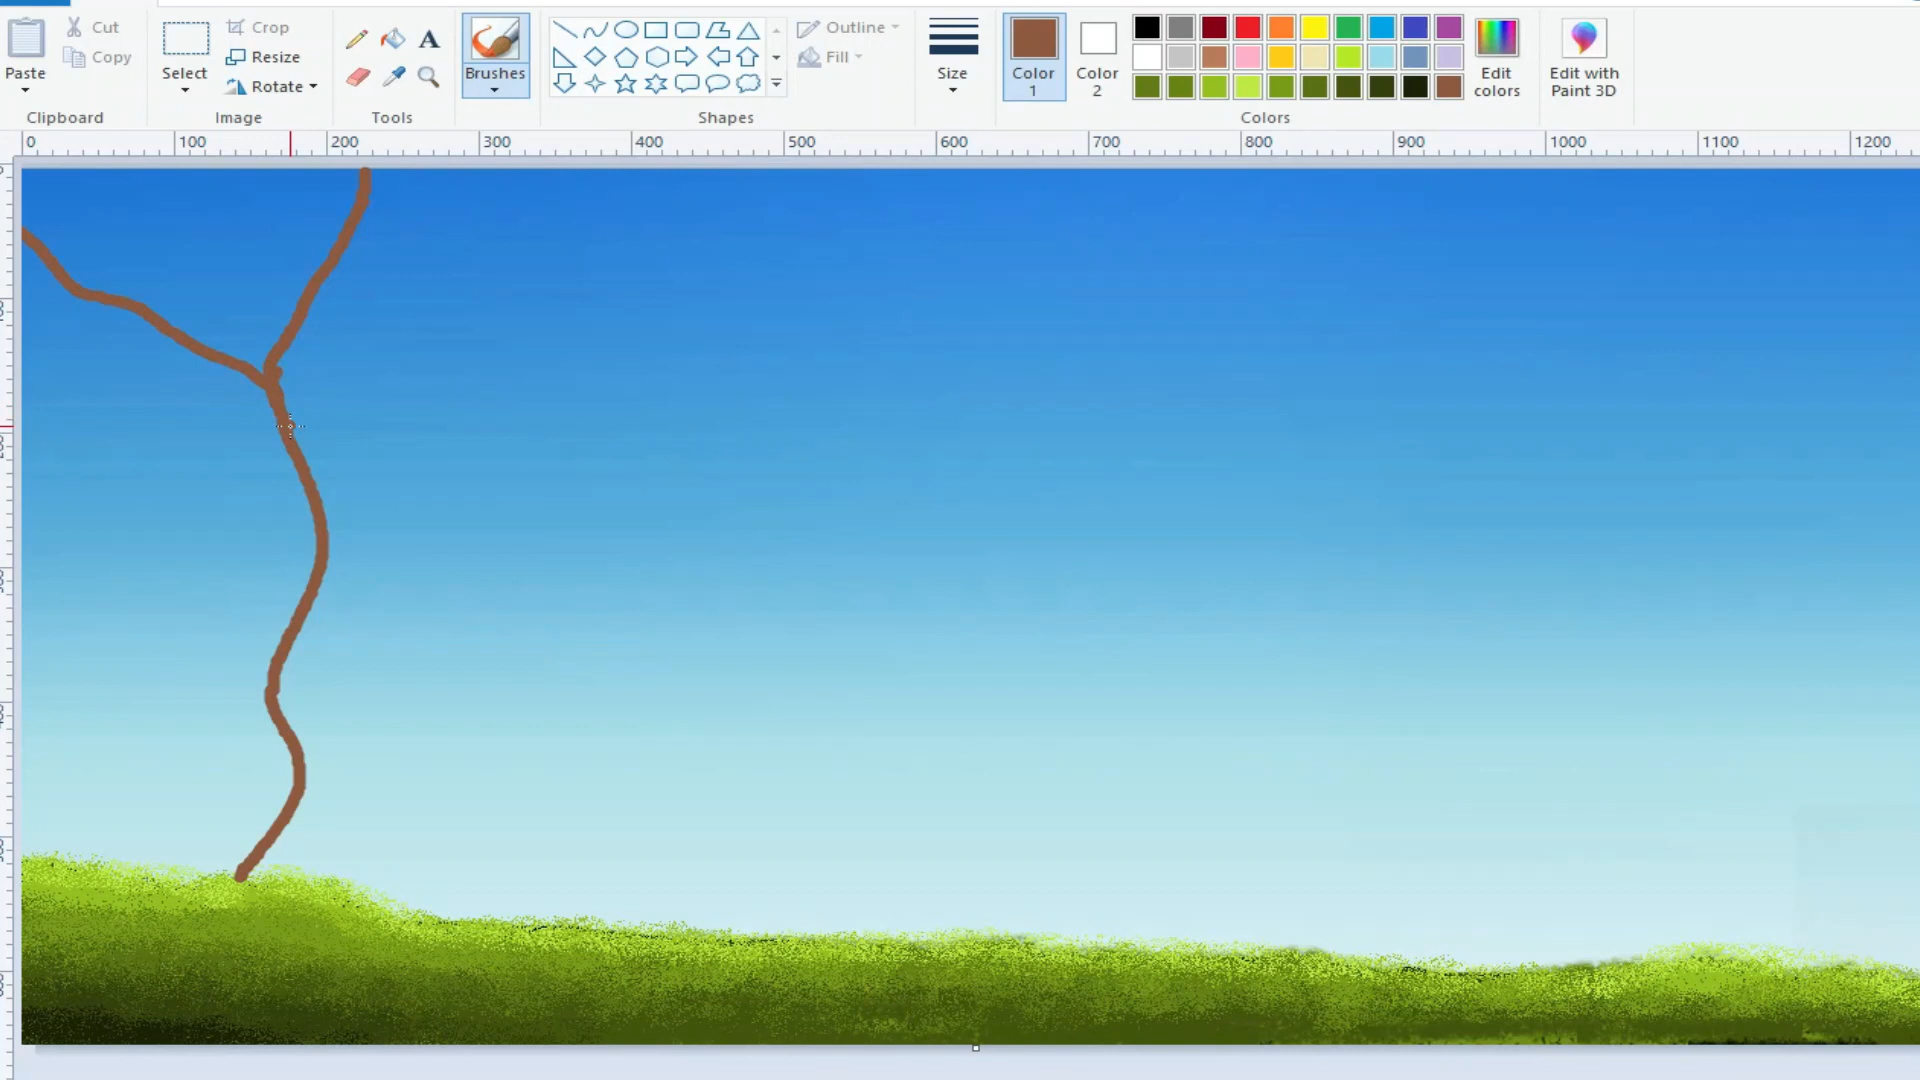 Paste
Cut
Copy
Clipboard
Select
Crop
Resize
Rotate
Image
A
Tools
Brushes
Outline
Fill
Shapes
Size
Color
1
Color
2
Edit
colors
Colors
Edit with
Paint 3D
0 100 200 300 400 500 600 700 800 900 1000 1100 1200